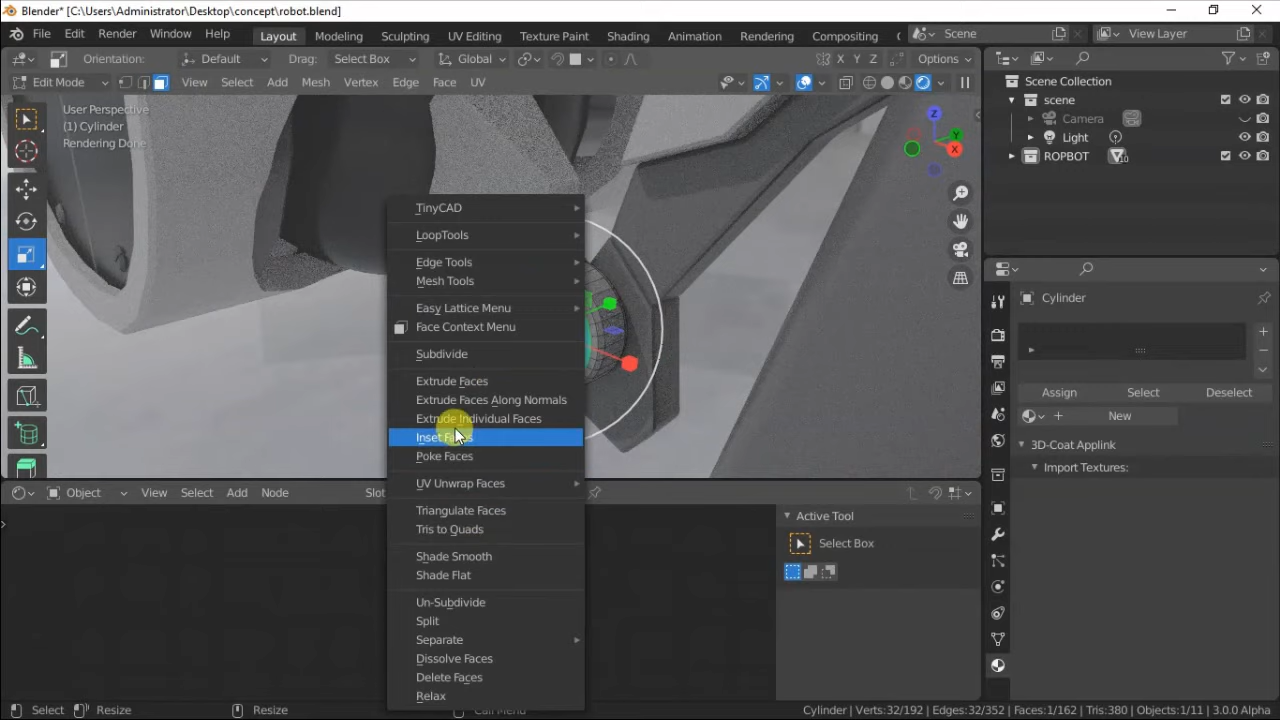 Blender* [C:\Users\Administrator\Desktop\concept\robot.blend]
File Edit Render Window Help Layout Modeling Sculpting UV Editing Texture Paint Shading Animation Rendering Compositing Scene View Layer
Orientation: Default Drag: Select Box Global X Y Z Options
Edit Mode View Select Add Mesh Vertex Edge Face UV
User Perspective
(1) Cylinder
Rendering Done
Z
Y
X
Scene Collection
scene
Camera
Light
ROPBOT
10
TinyCAD
LoopTools
Edge Tools
Mesh Tools
Easy Lattice Menu
Face Context Menu
Subdivide
Extrude Faces
Extrude Faces Along Normals
Extrude Individual Faces
Inset Faces
Poke Faces
UV Unwrap Faces
Triangulate Faces
Tris to Quads
Shade Smooth
Shade Flat
Un-Subdivide
Split
Separate
Dissolve Faces
Delete Faces
Relax
Cylinder
Assign Select Deselect
New
3D-Coat Applink
Import Textures:
Object View Select Add Node Slot
Active Tool
Select Box
Select Resize Resize Call Menu
Cylinder | Verts:32/192 | Edges:32/352 | Faces:1/162 | Tris:380 | Objects:1/11 | 3.0.0 Alpha